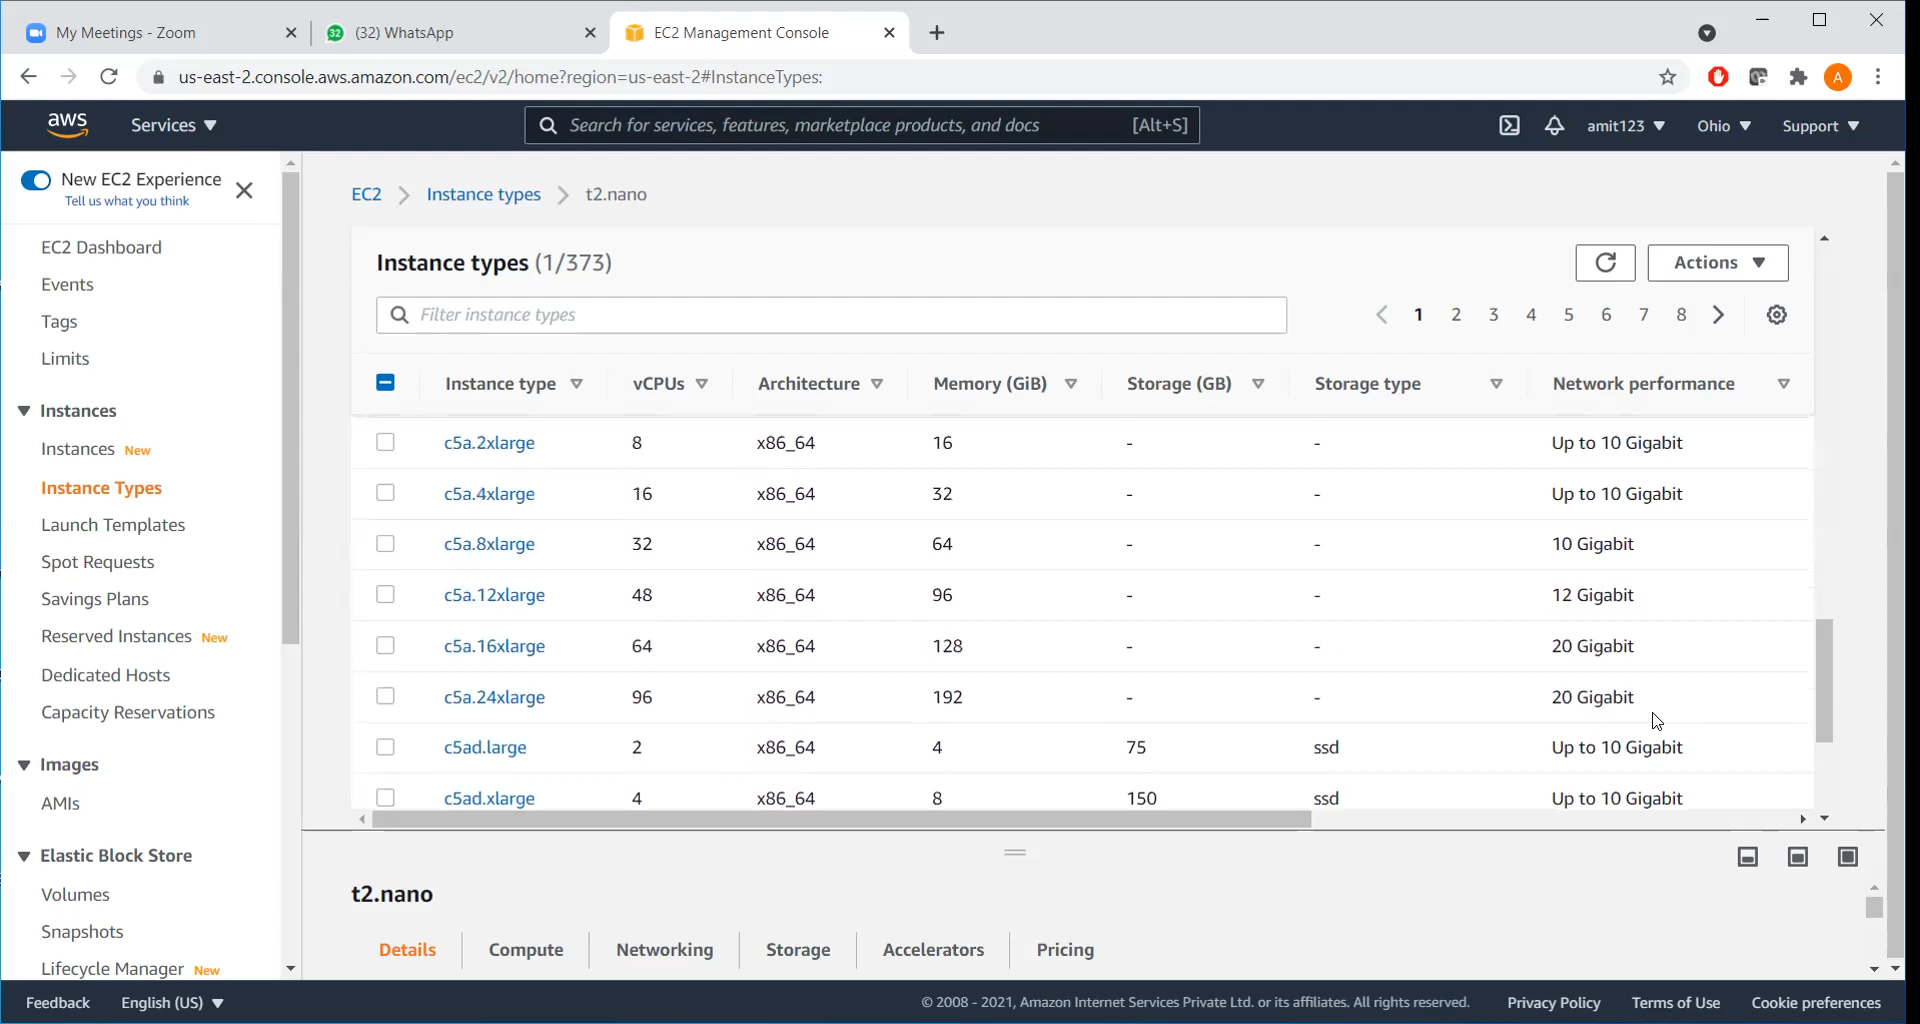 My Meetings - Zoom
32
(32) WhatsApp
EC2 Management Console
us-east-2.console.aws.amazon.com/ec2/v2/home?region=us-east-2#InstanceTypes:
A
aws
Services
Search for services, features, marketplace products, and docs [Alt+S]
amit123
Ohio
Support
New EC2 Experience
Tell us what you think
EC2 Dashboard
Events
Tags
Limits
Instances
Instances New
Instance Types
Launch Templates
Spot Requests
Savings Plans
Reserved Instances New
Dedicated Hosts
Capacity Reservations
Images
AMIs
Elastic Block Store
Volumes
Snapshots
Lifecycle Manager New
EC2 > Instance types > t2.nano
Instance types (1/373)
Actions
Filter instance types
1 2 3 4 5 6 7 8
Instance type vCPUs Architecture Memory (GiB) Storage (GB) Storage type Network performance
c5a.2xlarge 8 x86_64 16 - - Up to 10 Gigabit
c5a.4xlarge 16 x86_64 32 - - Up to 10 Gigabit
c5a.8xlarge 32 x86_64 64 - - 10 Gigabit
c5a.12xlarge 48 x86_64 96 - - 12 Gigabit
c5a.16xlarge 64 x86_64 128 - - 20 Gigabit
c5a.24xlarge 96 x86_64 192 - - 20 Gigabit
c5ad.large 2 x86_64 4 75 ssd Up to 10 Gigabit
c5ad.xlarge 4 x86_64 8 150 ssd Up to 10 Gigabit
t2.nano
Details Compute Networking Storage Accelerators Pricing
Feedback English (US) © 2008 - 2021, Amazon Internet Services Private Ltd. or its affiliates. All rights reserved. Privacy Policy Terms of Use Cookie preferences